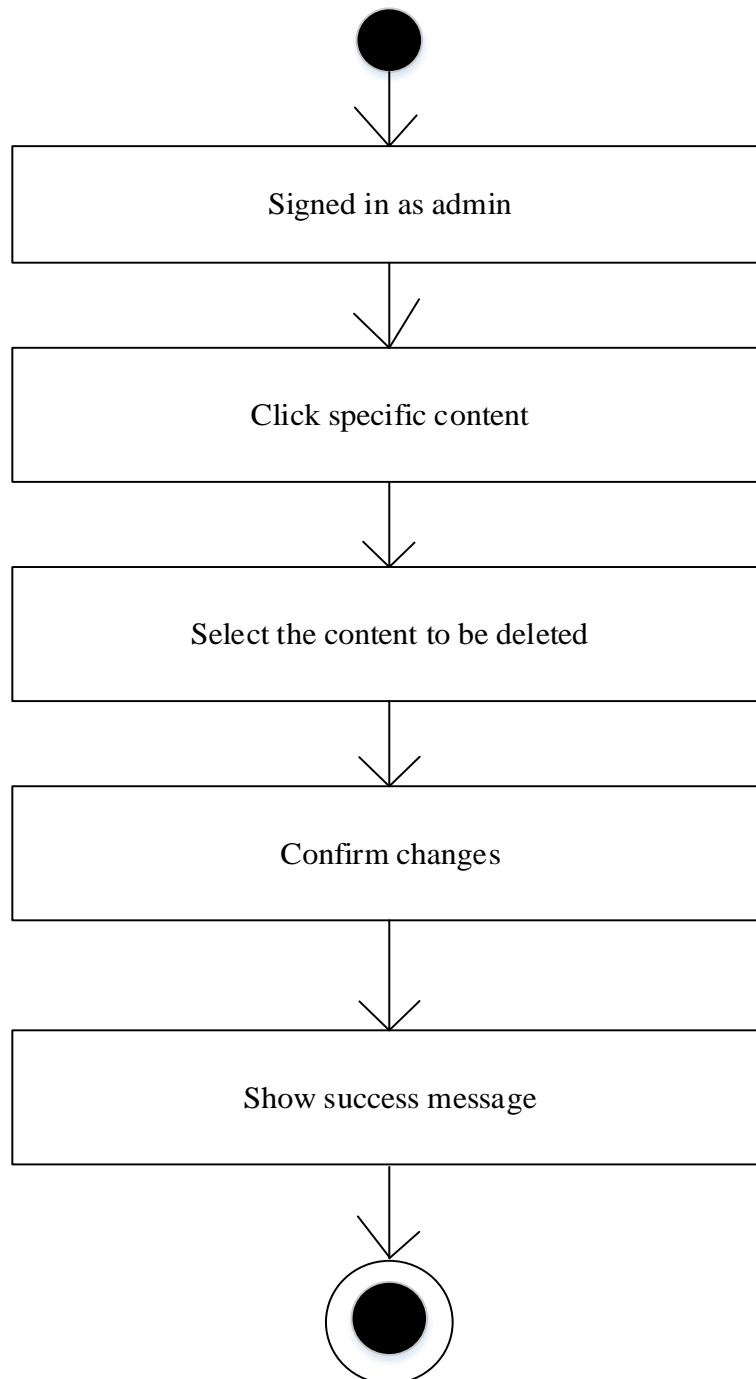 Signed in as admin
Click specific content
Select the content to be deleted
Confirm changes
Show success message